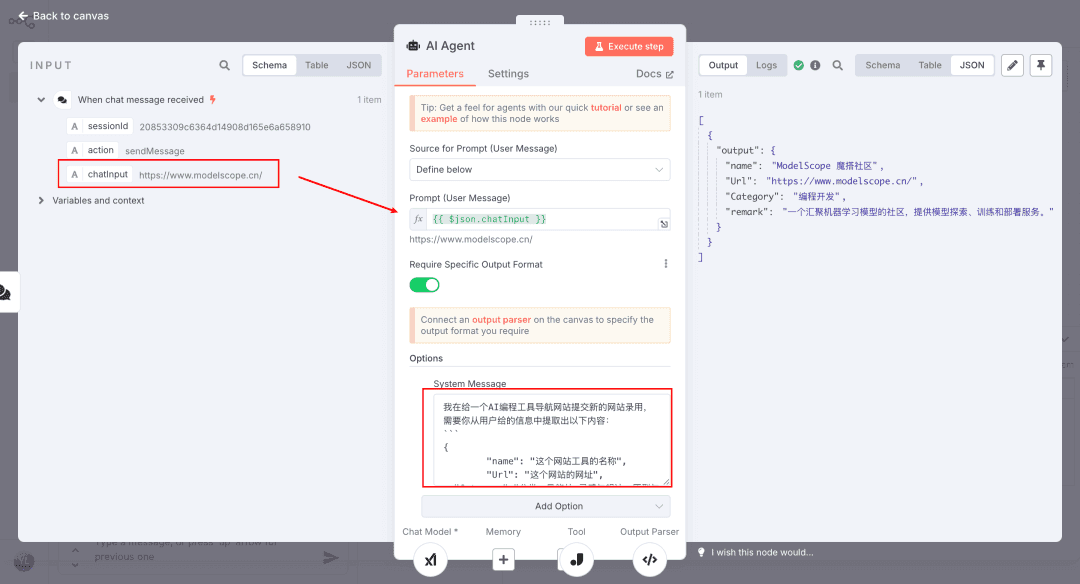 Back to canvas
INPUT
Schema
Table
JSON
When chat message received
1 item
A sessionId 20853309c6364d14908d165e6a658910
A action sendMessage
A chatInput https://www.modelscope.cn/
Variables and context
AI Agent
Execute step
Parameters
Settings
Docs
Tip: Get a feel for agents with our quick tutorial or see an
example of how this node works
Source for Prompt (User Message)
Define below
Prompt (User Message)
fx {{ $json.chatInput }}
https://www.modelscope.cn/
Require Specific Output Format
Connect an output parser on the canvas to specify the
output format you require
Options
System Message
我在给一个AI编程工具导航网站提交新的网站录用,
需要你从用户给的信息中提取出以下内容:
```
{
"name": "这个网站工具的名称",
"Url": "这个网站的网址",
Add Option
Chat Model *
Memory
Tool
Output Parser
Output
Logs
Schema
Table
JSON
1 item
[
{
"output": {
"name": "ModelScope 魔搭社区",
"Url": "https://www.modelscope.cn/",
"Category": "编程开发",
"remark": "一个汇聚机器学习模型的社区，提供模型探索、训练和部署服务。"
}
}
]
I wish this node would...
previous one